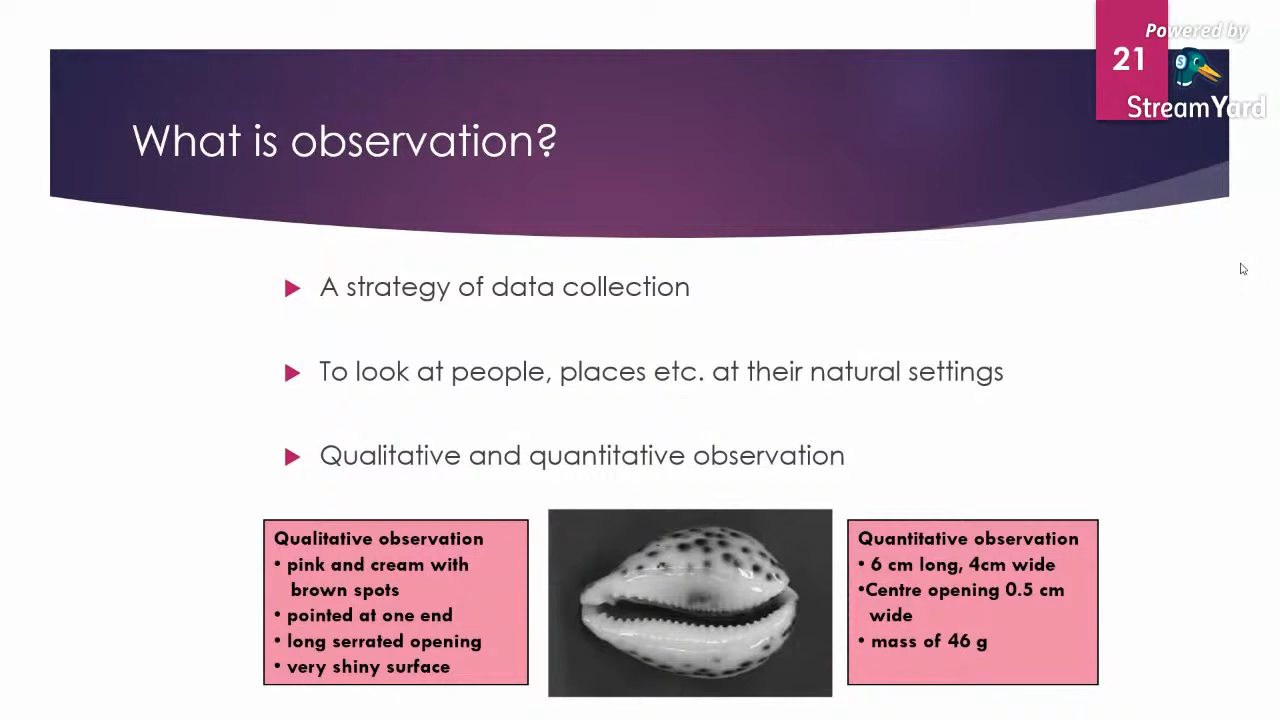 Powered by
21
StreamYard
What is observation?
A strategy of data collection
To look at people, places etc. at their natural settings
Qualitative and quantitative observation
Qualitative observation
• pink and cream with
brown spots
• pointed at one end
• long serrated opening
• very shiny surface
Quantitative observation
• 6 cm long, 4cm wide
•Centre opening 0.5 cm
wide
• mass of 46 g